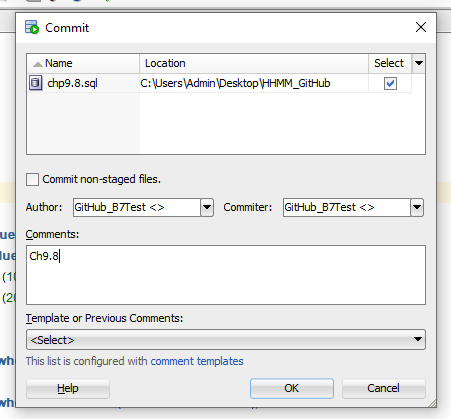 Commit
Name Location Select
chp9.8.sql C:\Users\Admin\Desktop\HHMM_GitHub
Commit non-staged files.
Author: GitHub_B7Test <> Commiter: GitHub_B7Test <>
Comments:
Ch9.8
Template or Previous Comments:
<Select>
This list is configured with comment templates
Help OK Cancel